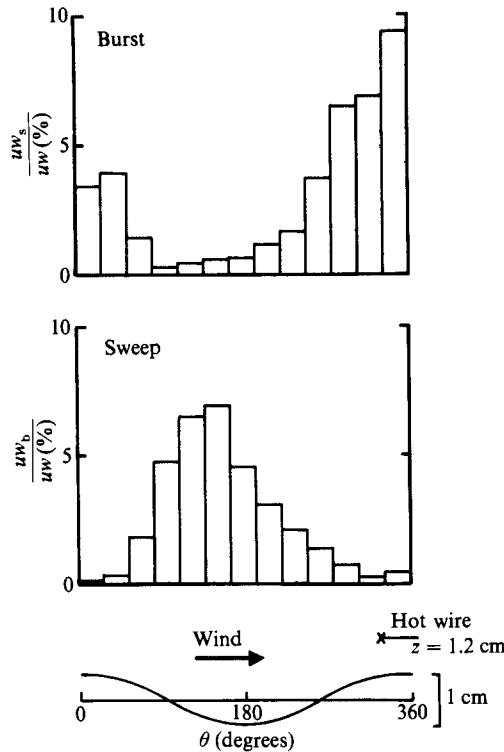 10
Burst
uw_s
uw (%)
5
0
10
Sweep
uw_b
uw (%)
5
0
Hot wire
Wind
z = 1.2 cm
1 cm
0
180
360
θ (degrees)